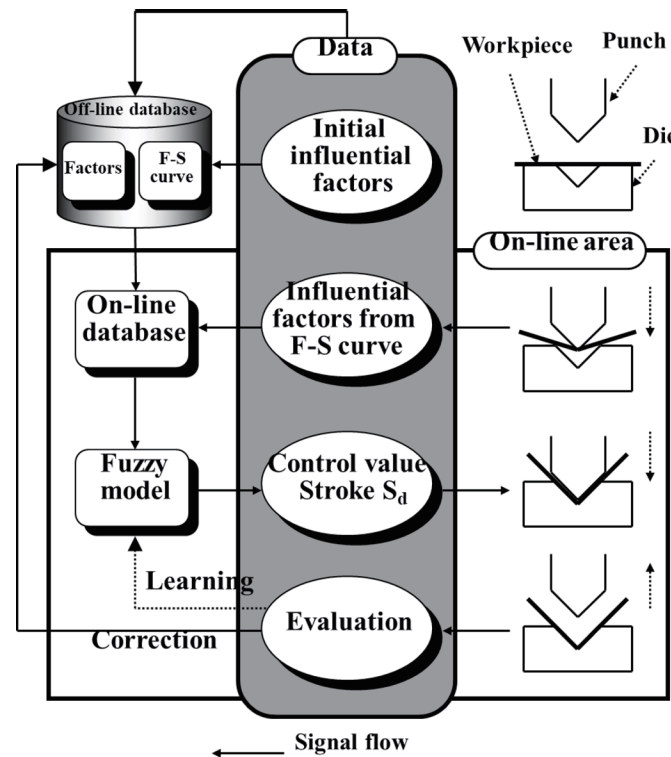 Data
Workpiece
Punch
Die
Off-line database
Factors
F-S
curve
Initial
influential
factors
On-line area
On-line
database
Influential
factors from
F-S curve
Fuzzy
model
Control value
Stroke Sd
Learning
Evaluation
Correction
Signal flow